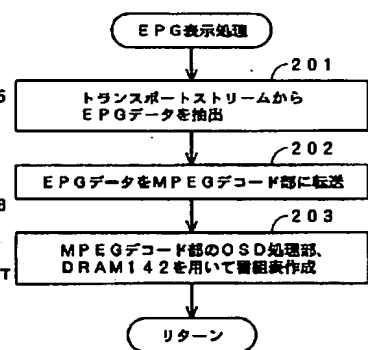 EPG表示処理
201
トランスポートストリームから
EPGデータを抽出
202
EPGデータをMPEGデコード部に転送
203
MPEGデコード部のOSD処理部、
DRAM142を用いて番組表作成
リターン